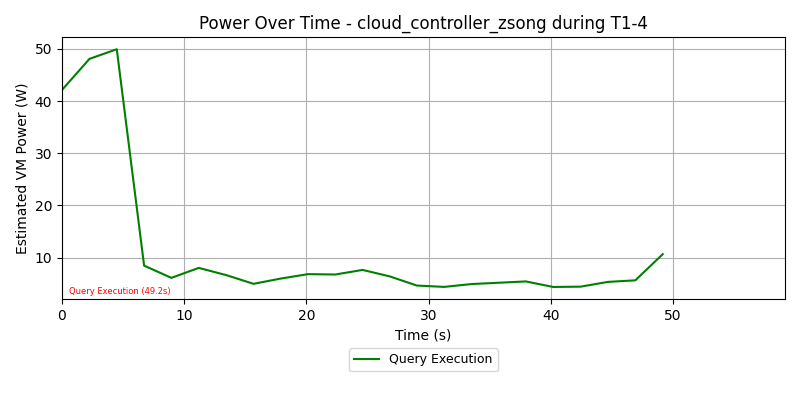 Power Over Time - cloud_controller_zsong during T1-4
Estimated VM Power (W)
50
40
30
20
10
Query Execution (49.2s)
0 10 20 30 40 50
Time (s)
Query Execution